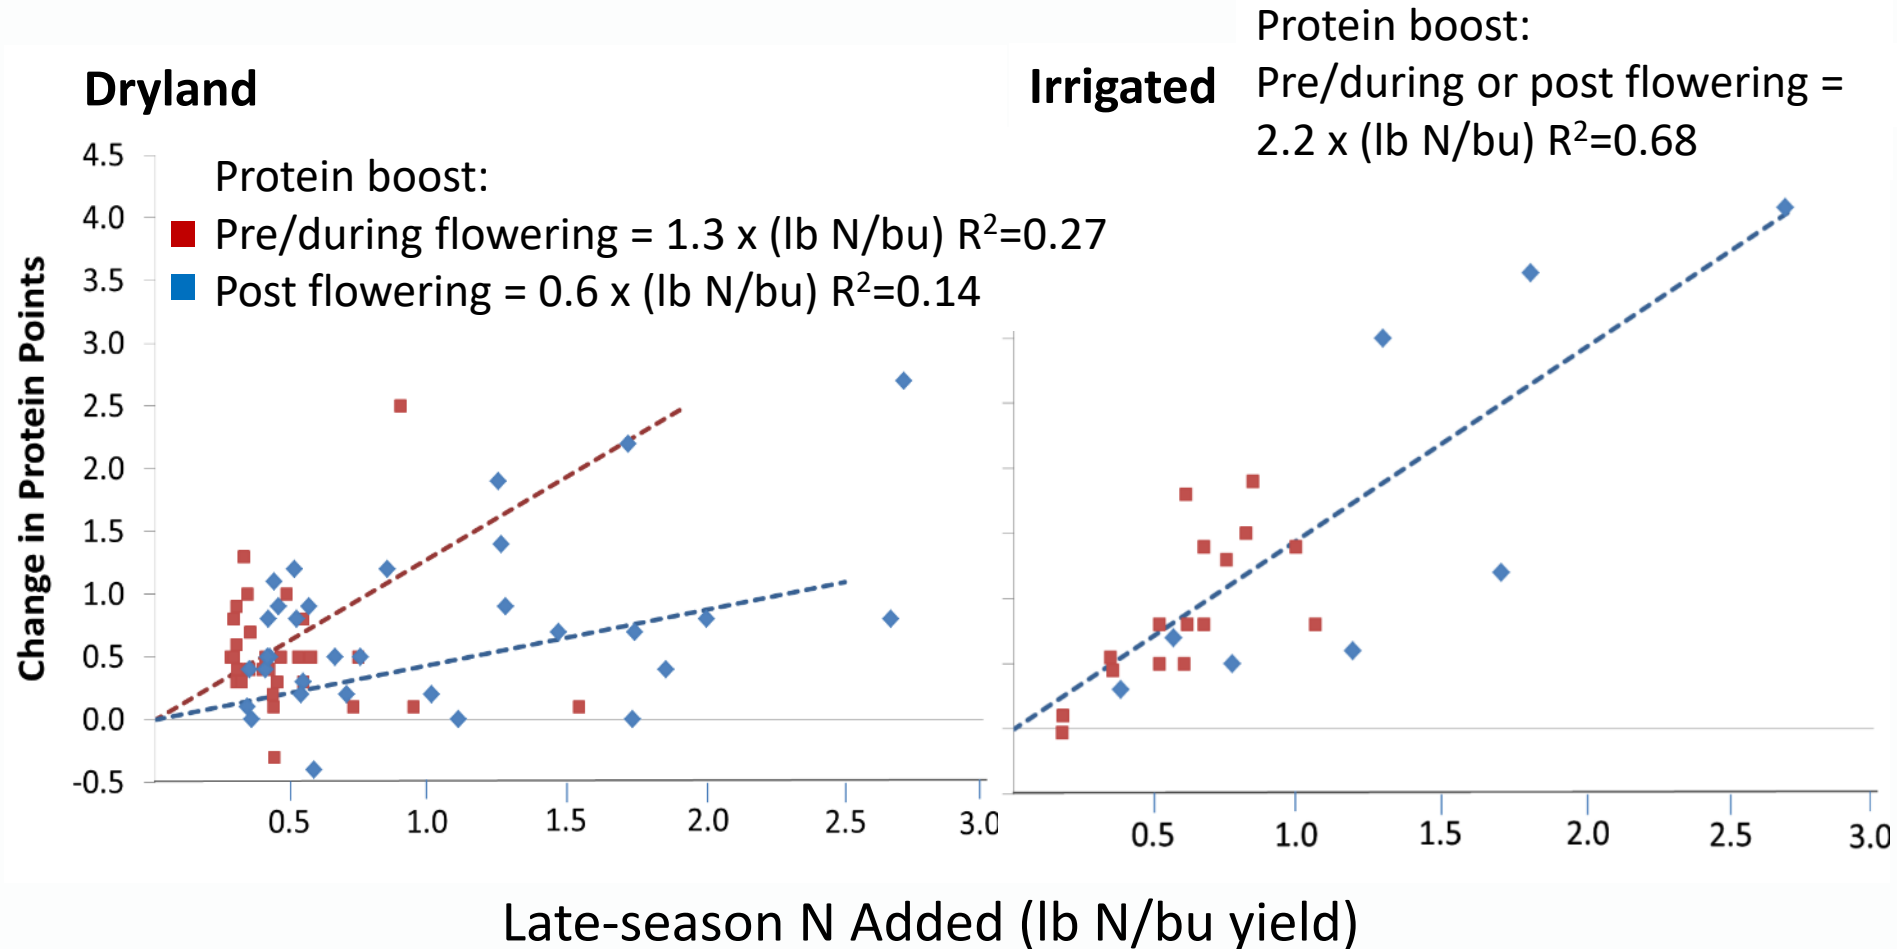 Protein boost:
Dryland
Irrigated
Pre/during or post flowering =
2.2 x (lb N/bu) R²=0.68
Protein boost:
Pre/during flowering = 1.3 x (lb N/bu) R²=0.27
Post flowering = 0.6 x (lb N/bu) R²=0.14
Change in Protein Points
4.5
4.0
3.5
3.0
2.5
2.0
1.5
1.0
0.5
0.0
-0.5
0.5 1.0 1.5 2.0 2.5 3.0
0.5 1.0 1.5 2.0 2.5 3.0
Late-season N Added (lb N/bu yield)